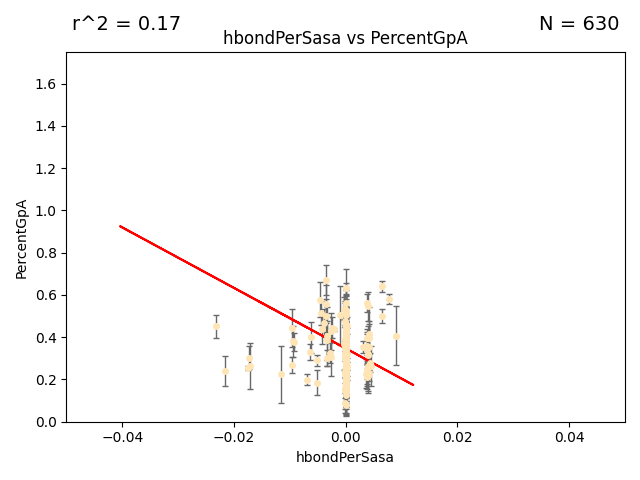 r^2 = 0.17
N = 630
hbondPerSasa vs PercentGpA
1.6
1.4
1.2
1.0
0.8
0.6
0.4
0.2
0.0
PercentGpA
−0.04
−0.02
0.00
0.02
0.04
hbondPerSasa